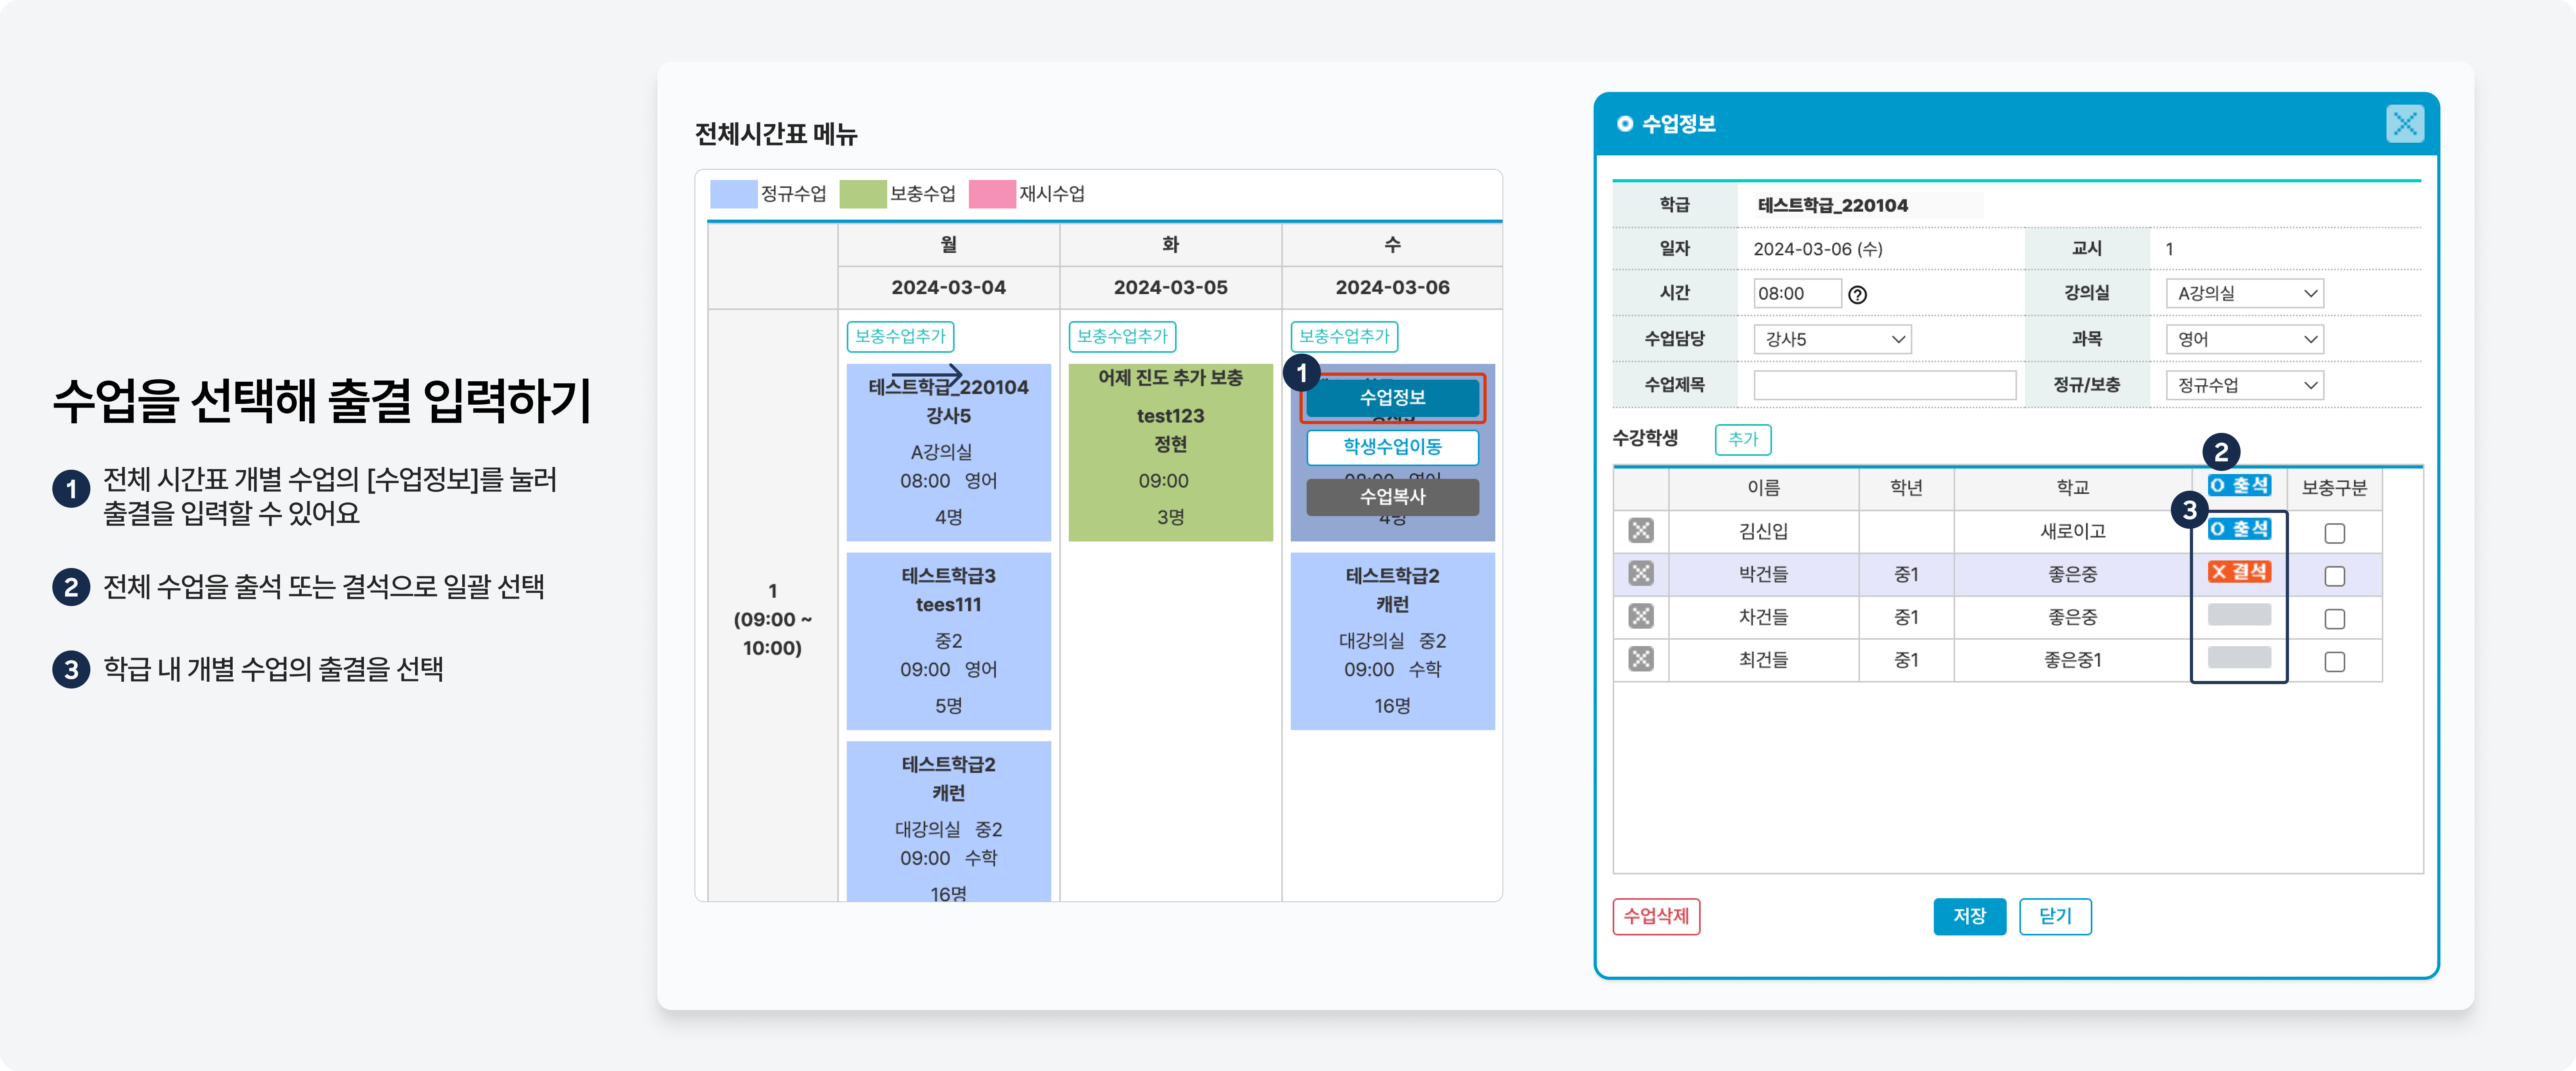 수업을 선택해 출결 입력하기
1 전체 시간표 개별 수업의 [수업정보]를 눌러
출결을 입력할 수 있어요
2 전체 수업을 출석 또는 결석으로 일괄 선택
3 학급 내 개별 수업의 출결을 선택
전체시간표 메뉴
정규수업 보충수업 재시수업
월 화 수
2024-03-04 2024-03-05 2024-03-06
1
(09:00 ~
10:00)
보충수업추가
테스트학급_220104
강사5
A강의실
08:00 영어
4명
테스트학급3
tees111
중2
09:00 영어
5명
테스트학급2
캐런
대강의실 중2
09:00 수학
16명
보충수업추가
어제 진도 추가 보충
test123
정현
09:00
3명
보충수업추가
1
수업정보
학생수업이동
08:00 영어
수업복사
4명
테스트학급2
캐런
대강의실 중2
09:00 수학
16명
수업정보
학급 테스트학급_220104
일자 2024-03-06 (수) 교시 1
시간 08:00 ? 강의실 A강의실
수업담당 강사5 과목 영어
수업제목 정규/보충 정규수업
수강학생 추가
2
이름 학년 학교 O 출석 보충구분
3
김신입 새로이고 O 출석
박건들 중1 좋은중 X 결석
차건들 중1 좋은중
최건들 중1 좋은중1
수업삭제 저장 닫기